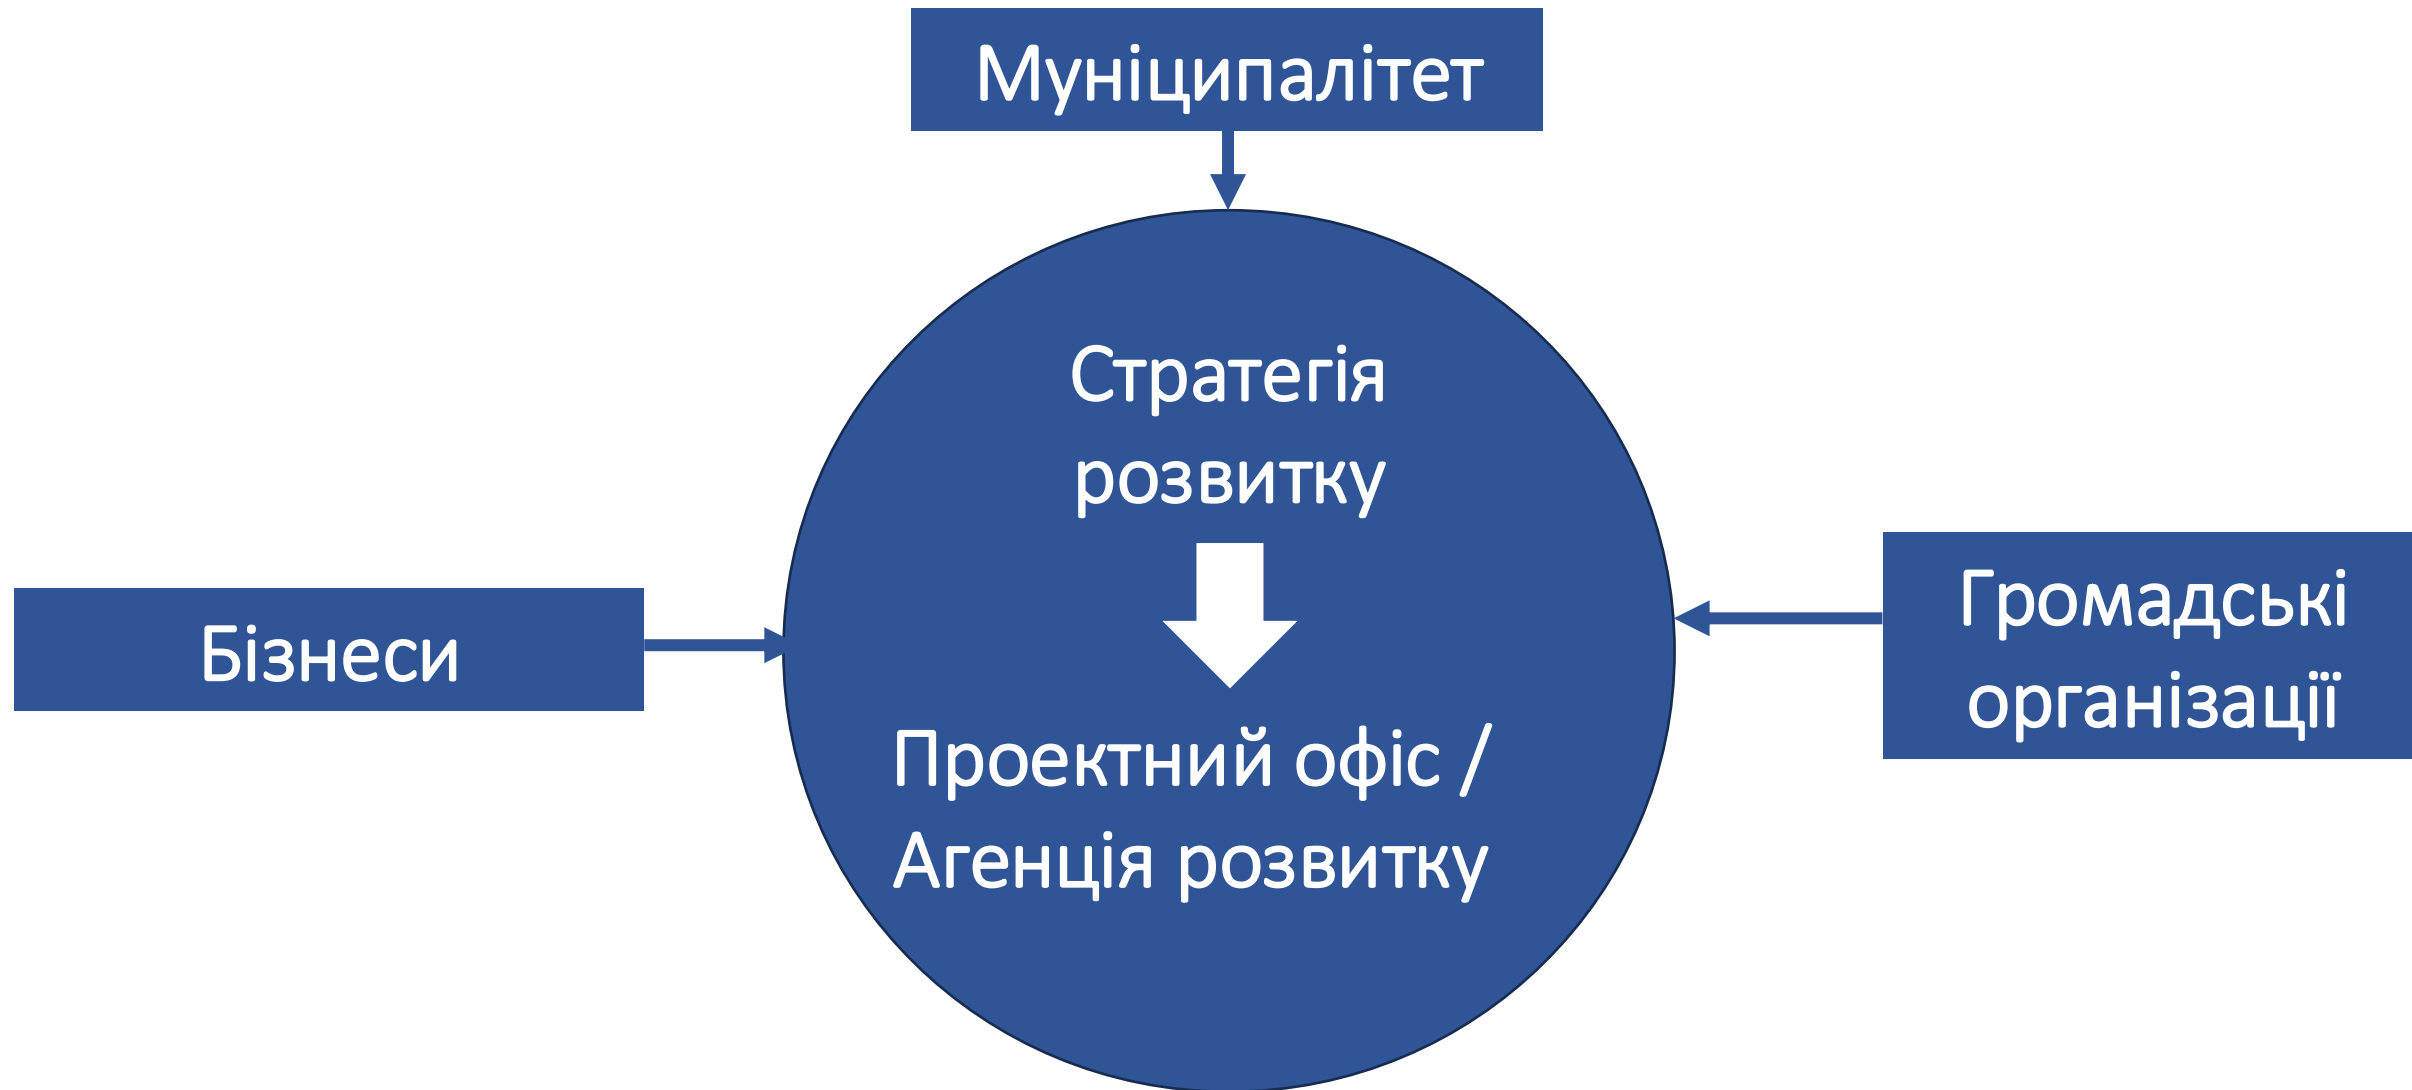 Муніципалітет
Стратегія
розвитку
Бізнеси
Громадські
організації
Проектний офіс /
Агенція розвитку